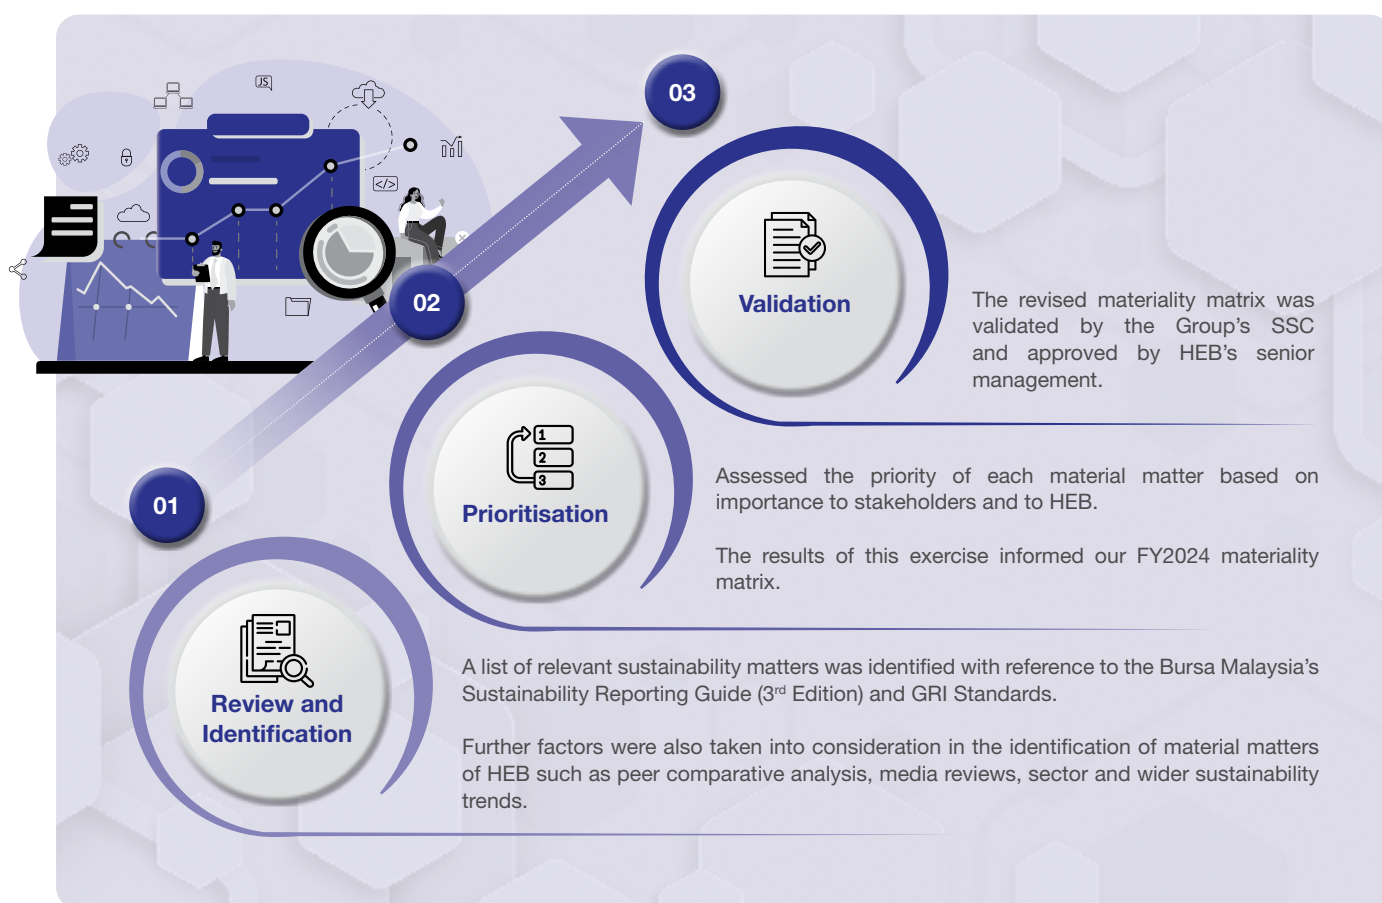 JS
</>
03
Validation
The revised materiality matrix was
validated by the Group's SSC
and approved by HEB's senior
management.
02
1
2
3
Prioritisation
Assessed the priority of each material matter based on
importance to stakeholders and to HEB.
The results of this exercise informed our FY2024 materiality
matrix.
01
Review and
Identification
A list of relevant sustainability matters was identified with reference to the Bursa Malaysia's
Sustainability Reporting Guide (3rd Edition) and GRI Standards.
Further factors were also taken into consideration in the identification of material matters
of HEB such as peer comparative analysis, media reviews, sector and wider sustainability
trends.